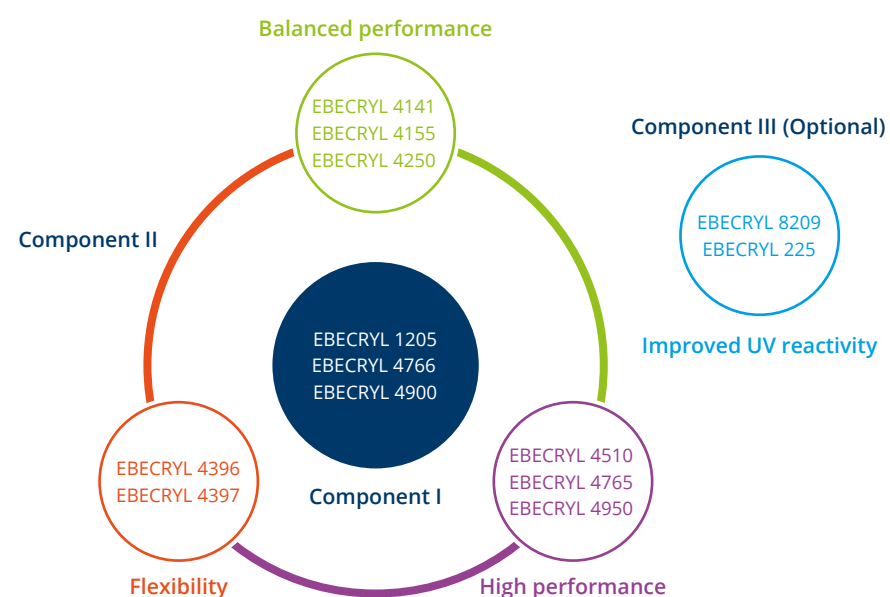 Balanced performance
EBECRYL 4141
EBECRYL 4155
EBECRYL 4250
Component III (Optional)
EBECRYL 8209
EBECRYL 225
Improved UV reactivity
Component II
EBECRYL 1205
EBECRYL 4766
EBECRYL 4900
Component I
EBECRYL 4396
EBECRYL 4397
Flexibility
EBECRYL 4510
EBECRYL 4765
EBECRYL 4950
High performance